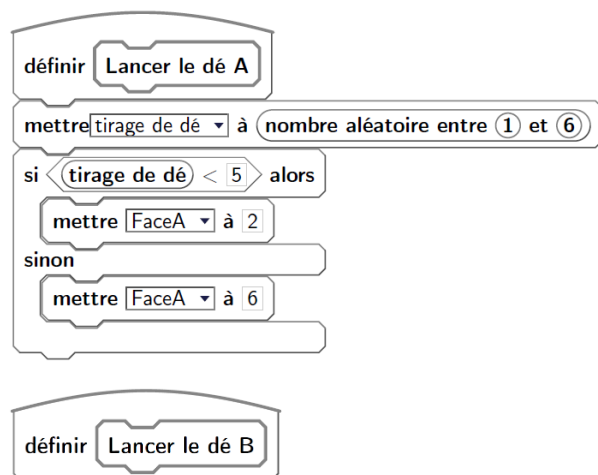 définir Lancer le dé A
mettre tirage de dé à nombre aléatoire entre 1 et 6
si tirage de dé < 5 alors
mettre FaceA à 2
sinon
mettre FaceA à 6
définir Lancer le dé B